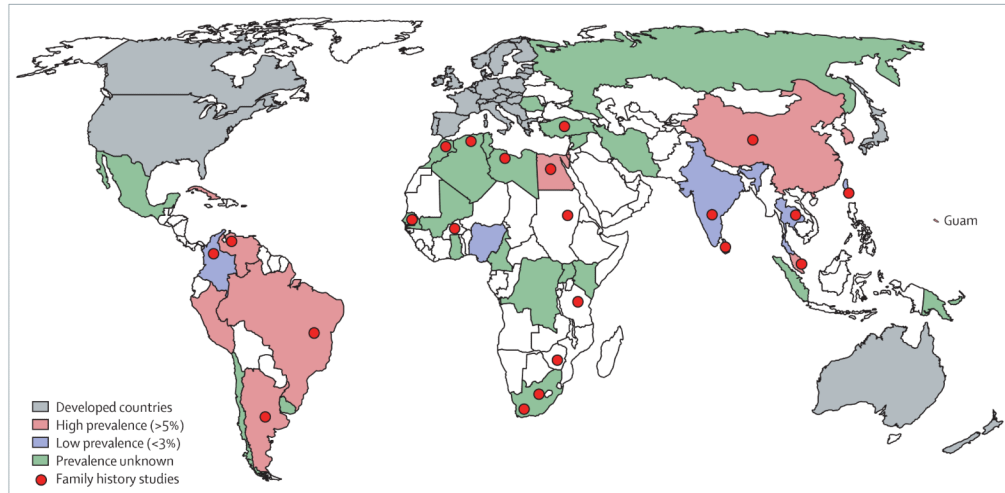 Guam
Developed countries
High prevalence (>5%)
Low prevalence (<3%)
Prevalence unknown
Family history studies